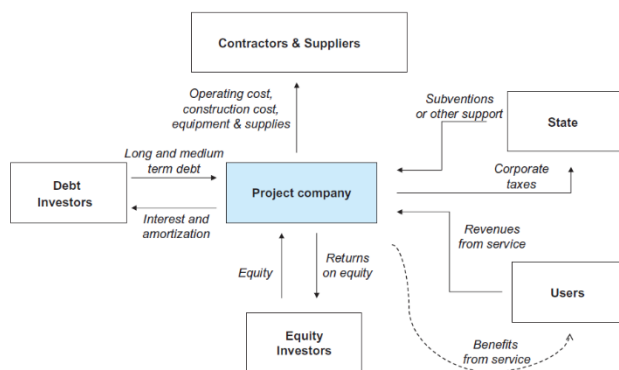 Contractors & Suppliers
Operating cost,
construction cost,
equipment & supplies
Subventions
or other support
State
Long and medium
term debt
Corporate
taxes
Debt
Investors
Project company
Interest and
amortization
Revenues
from service
Equity
Returns
on equity
Users
Equity
Investors
Benefits
from service